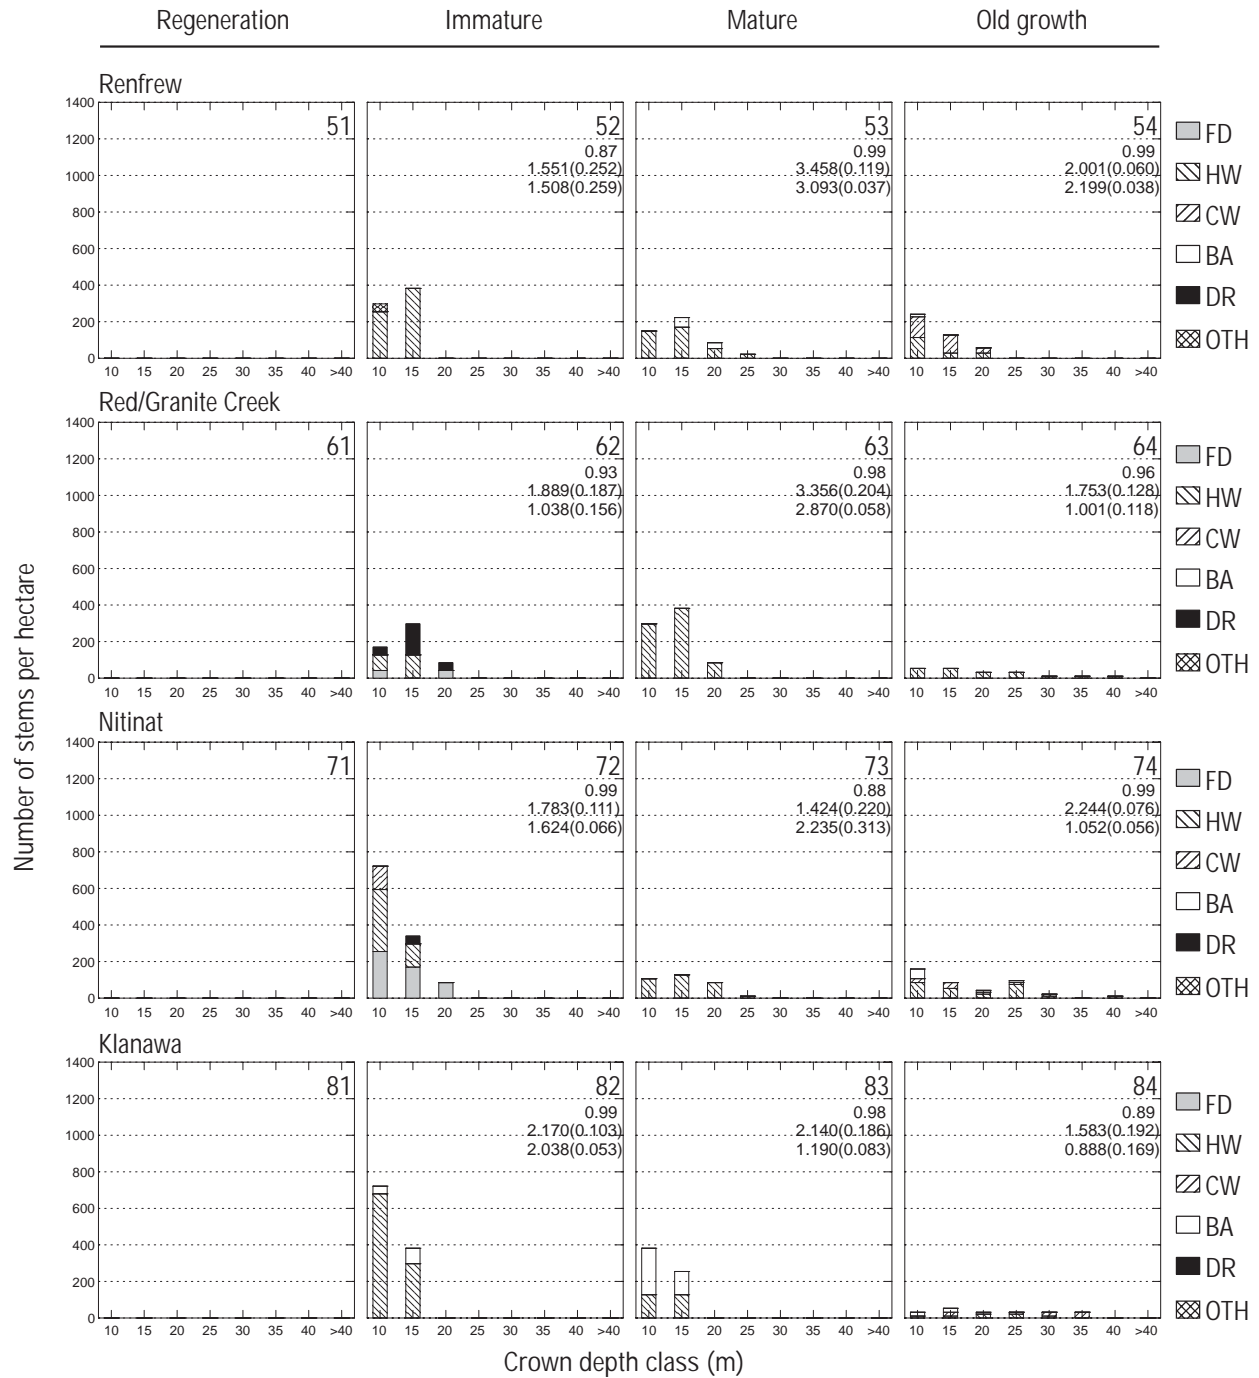 Regeneration Immature Mature Old growth
Renfrew
1400 1200 1000 800 600 400 200 0
51
52
0.87
1.551(0.252)
1.508(0.259)
53
0.99
3.458(0.119)
3.093(0.037)
54
0.99
2.001(0.060)
2.199(0.038)
FD
HW
CW
BA
DR
OTH
10 15 20 25 30 35 40 >40 10 15 20 25 30 35 40 >40 10 15 20 25 30 35 40 >40 10 15 20 25 30 35 40 >40
Red/Granite Creek
1400 1200 1000 800 600 400 200 0
61
62
0.93
1.889(0.187)
1.038(0.156)
63
0.98
3.356(0.204)
2.870(0.058)
64
0.96
1.753(0.128)
1.001(0.118)
FD
HW
CW
BA
DR
OTH
10 15 20 25 30 35 40 >40 10 15 20 25 30 35 40 >40 10 15 20 25 30 35 40 >40 10 15 20 25 30 35 40 >40
Nitinat
1400 1200 1000 800 600 400 200 0
71
72
0.99
1.783(0.111)
1.624(0.066)
73
0.88
1.424(0.220)
2.235(0.313)
74
0.99
2.244(0.076)
1.052(0.056)
FD
HW
CW
BA
DR
OTH
10 15 20 25 30 35 40 >40 10 15 20 25 30 35 40 >40 10 15 20 25 30 35 40 >40 10 15 20 25 30 35 40 >40
Klanawa
1400 1200 1000 800 600 400 200 0
81
82
0.99
2.170(0.103)
2.038(0.053)
83
0.98
2.140(0.186)
1.190(0.083)
84
0.89
1.583(0.192)
0.888(0.169)
FD
HW
CW
BA
DR
OTH
10 15 20 25 30 35 40 >40 10 15 20 25 30 35 40 >40 10 15 20 25 30 35 40 >40 10 15 20 25 30 35 40 >40
Number of stems per hectare
Crown depth class (m)